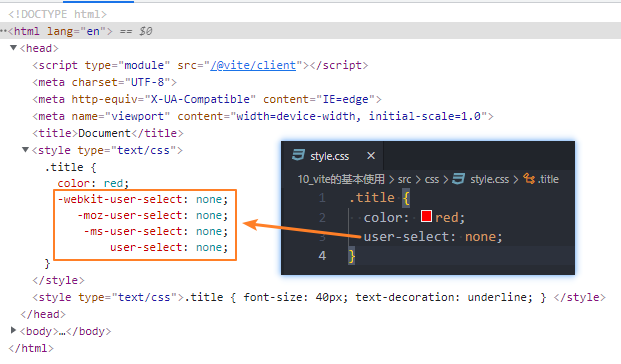 <!DOCTYPE html>
<html lang="en"> == $0
<head>
<script type="module" src="/@vite/client"></script>
<meta charset="UTF-8">
<meta http-equiv="X-UA-Compatible" content="IE=edge">
<meta name="viewport" content="width=device-width, initial-scale=1.0">
<title>Document</title>
<style type="text/css">
.title {
color: red;
-webkit-user-select: none;
-moz-user-select: none;
-ms-user-select: none;
user-select: none;
}
</style>
<style type="text/css">.title { font-size: 40px; text-decoration: underline; } </style>
</head>
<body>…</body>
</html>
style.css
10_vite的基本使用 > src > css > style.css > .title
1 .title {
2 color: red;
3 user-select: none;
4 }